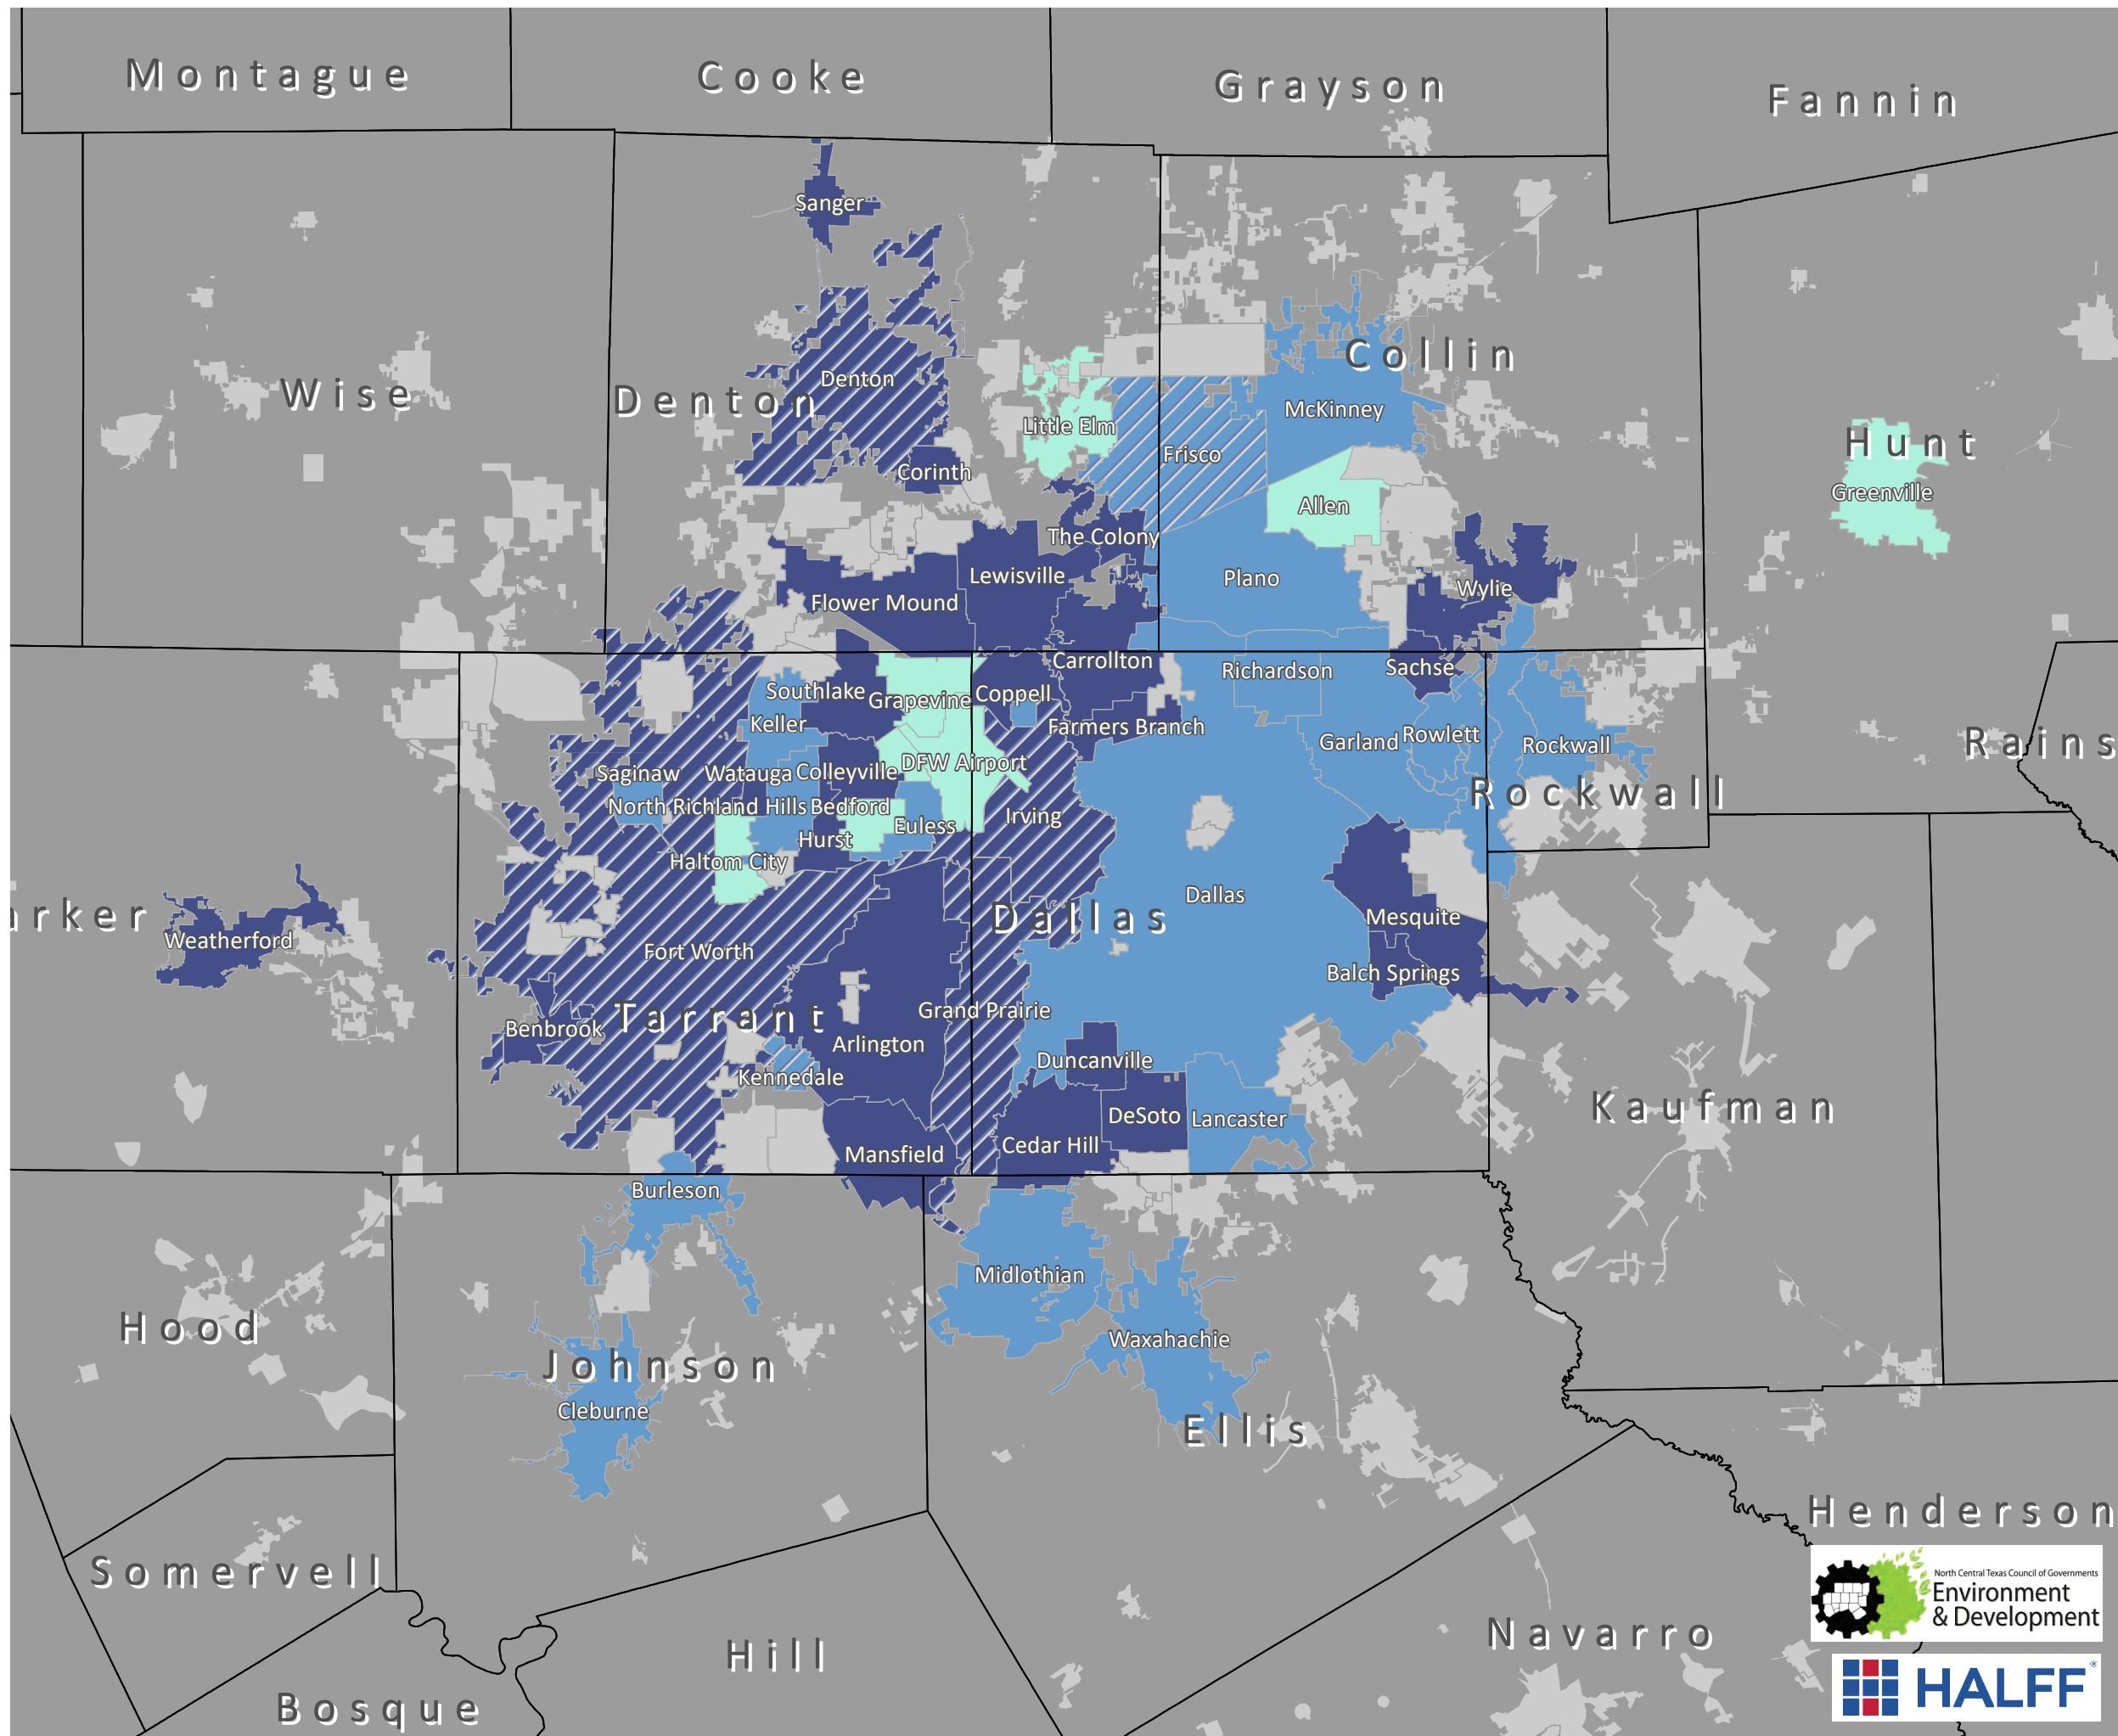 Montague
Cooke
Grayson
Fannin
Sanger
Collin
Denton
Wise
Denton
McKinney
Little Elm
Hunt
Frisco
Corinth
Greenville
Allen
The Colony
Lewisville
Plano
Wylie
Flower Mound
Carrollton
Sachse
Richardson
Southlake
Grapevine
Coppell
Keller
Farmers Branch
Rowlett
Garland
Rockwall
Rains
DFW Airport
Saginaw
Watauga
Colleyville
Rockwall
North Richland Hills
Bedford
Irving
Euless
Hurst
Haltom City
Dallas
arker
Dallas
Mesquite
Weatherford
Fort Worth
Balch Springs
Grand Prairie
Tarrant
Benbrook
Arlington
Duncanville
Kennedale
Kaufman
DeSoto
Lancaster
Cedar Hill
Mansfield
Burleson
Midlothian
Hood
Waxahachie
Johnson
Cleburne
Ellis
Henderson
Somervell
North Central Texas Council of Governments
Environment
& Development
Navarro
Hill
HALFF®
Bosque